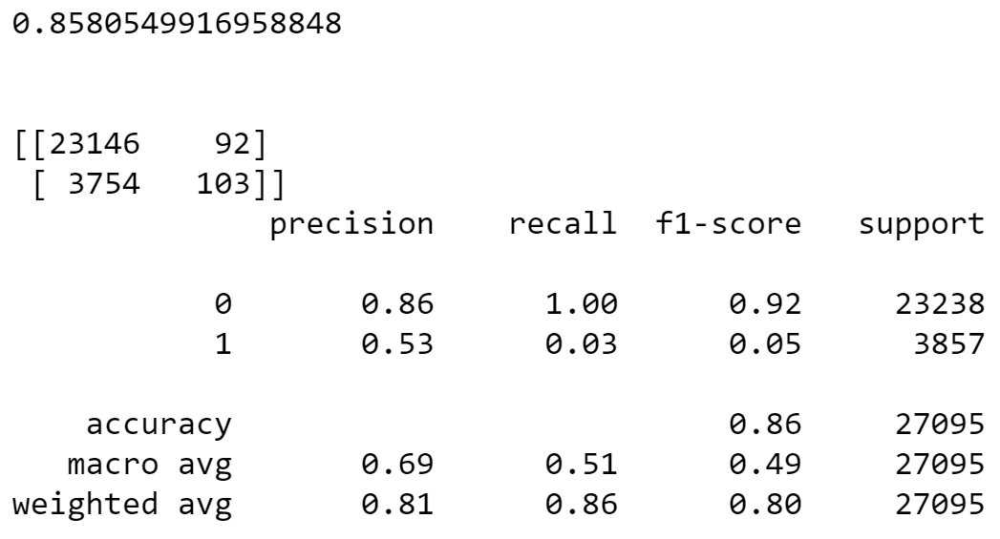 0.8580549916958848
[[23146    92]
 [ 3754   103]]
              precision    recall  f1-score   support
           0       0.86      1.00      0.92     23238
           1       0.53      0.03      0.05      3857
    accuracy                           0.86     27095
   macro avg       0.69      0.51      0.49     27095
weighted avg       0.81      0.86      0.80     27095